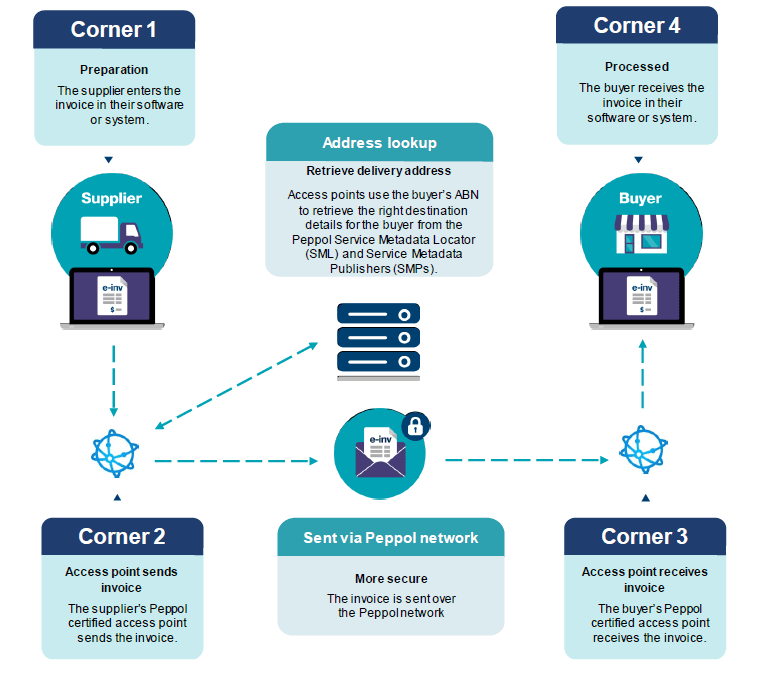 Corner 1
Preparation
The supplier enters the
invoice in their software
or system.
Corner 4
Processed
The buyer receives the
invoice in their
software or system.
Address lookup
Retrieve delivery address
Access points use the buyer's ABN
to retrieve the right destination
details for the buyer from the
Peppol Service Metadata Locator
(SML) and Service Metadata
Publishers (SMPs).
Supplier
e-inv
$
Buyer
e-inv
$
e-inv
Corner 2
Access point sends
invoice
The supplier's Peppol
certified access point
sends the invoice.
Sent via Peppol network
More secure
The invoice is sent over
the Peppol network
Corner 3
Access point receives
invoice
The buyer's Peppol
certified access point
receives the invoice.